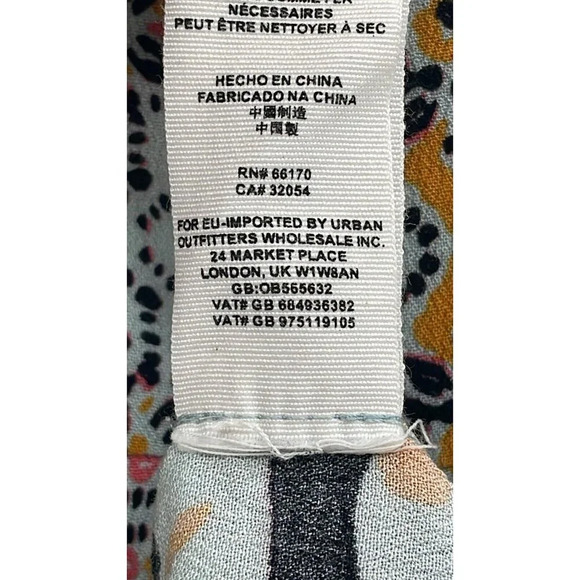 NÉCESSAIRES
PEUT ÊTRE NETTOYER À SEC
HECHO EN CHINA
FABRICADO NA CHINA
中國制造
中国製
RN# 66170
CA# 32054
FOR EU-IMPORTED BY URBAN
OUTFITTERS WHOLESALE INC.
24 MARKET PLACE
LONDON, UK W1W8AN
GB:OB565632
VAT# GB 684936382
VAT# GB 975119105